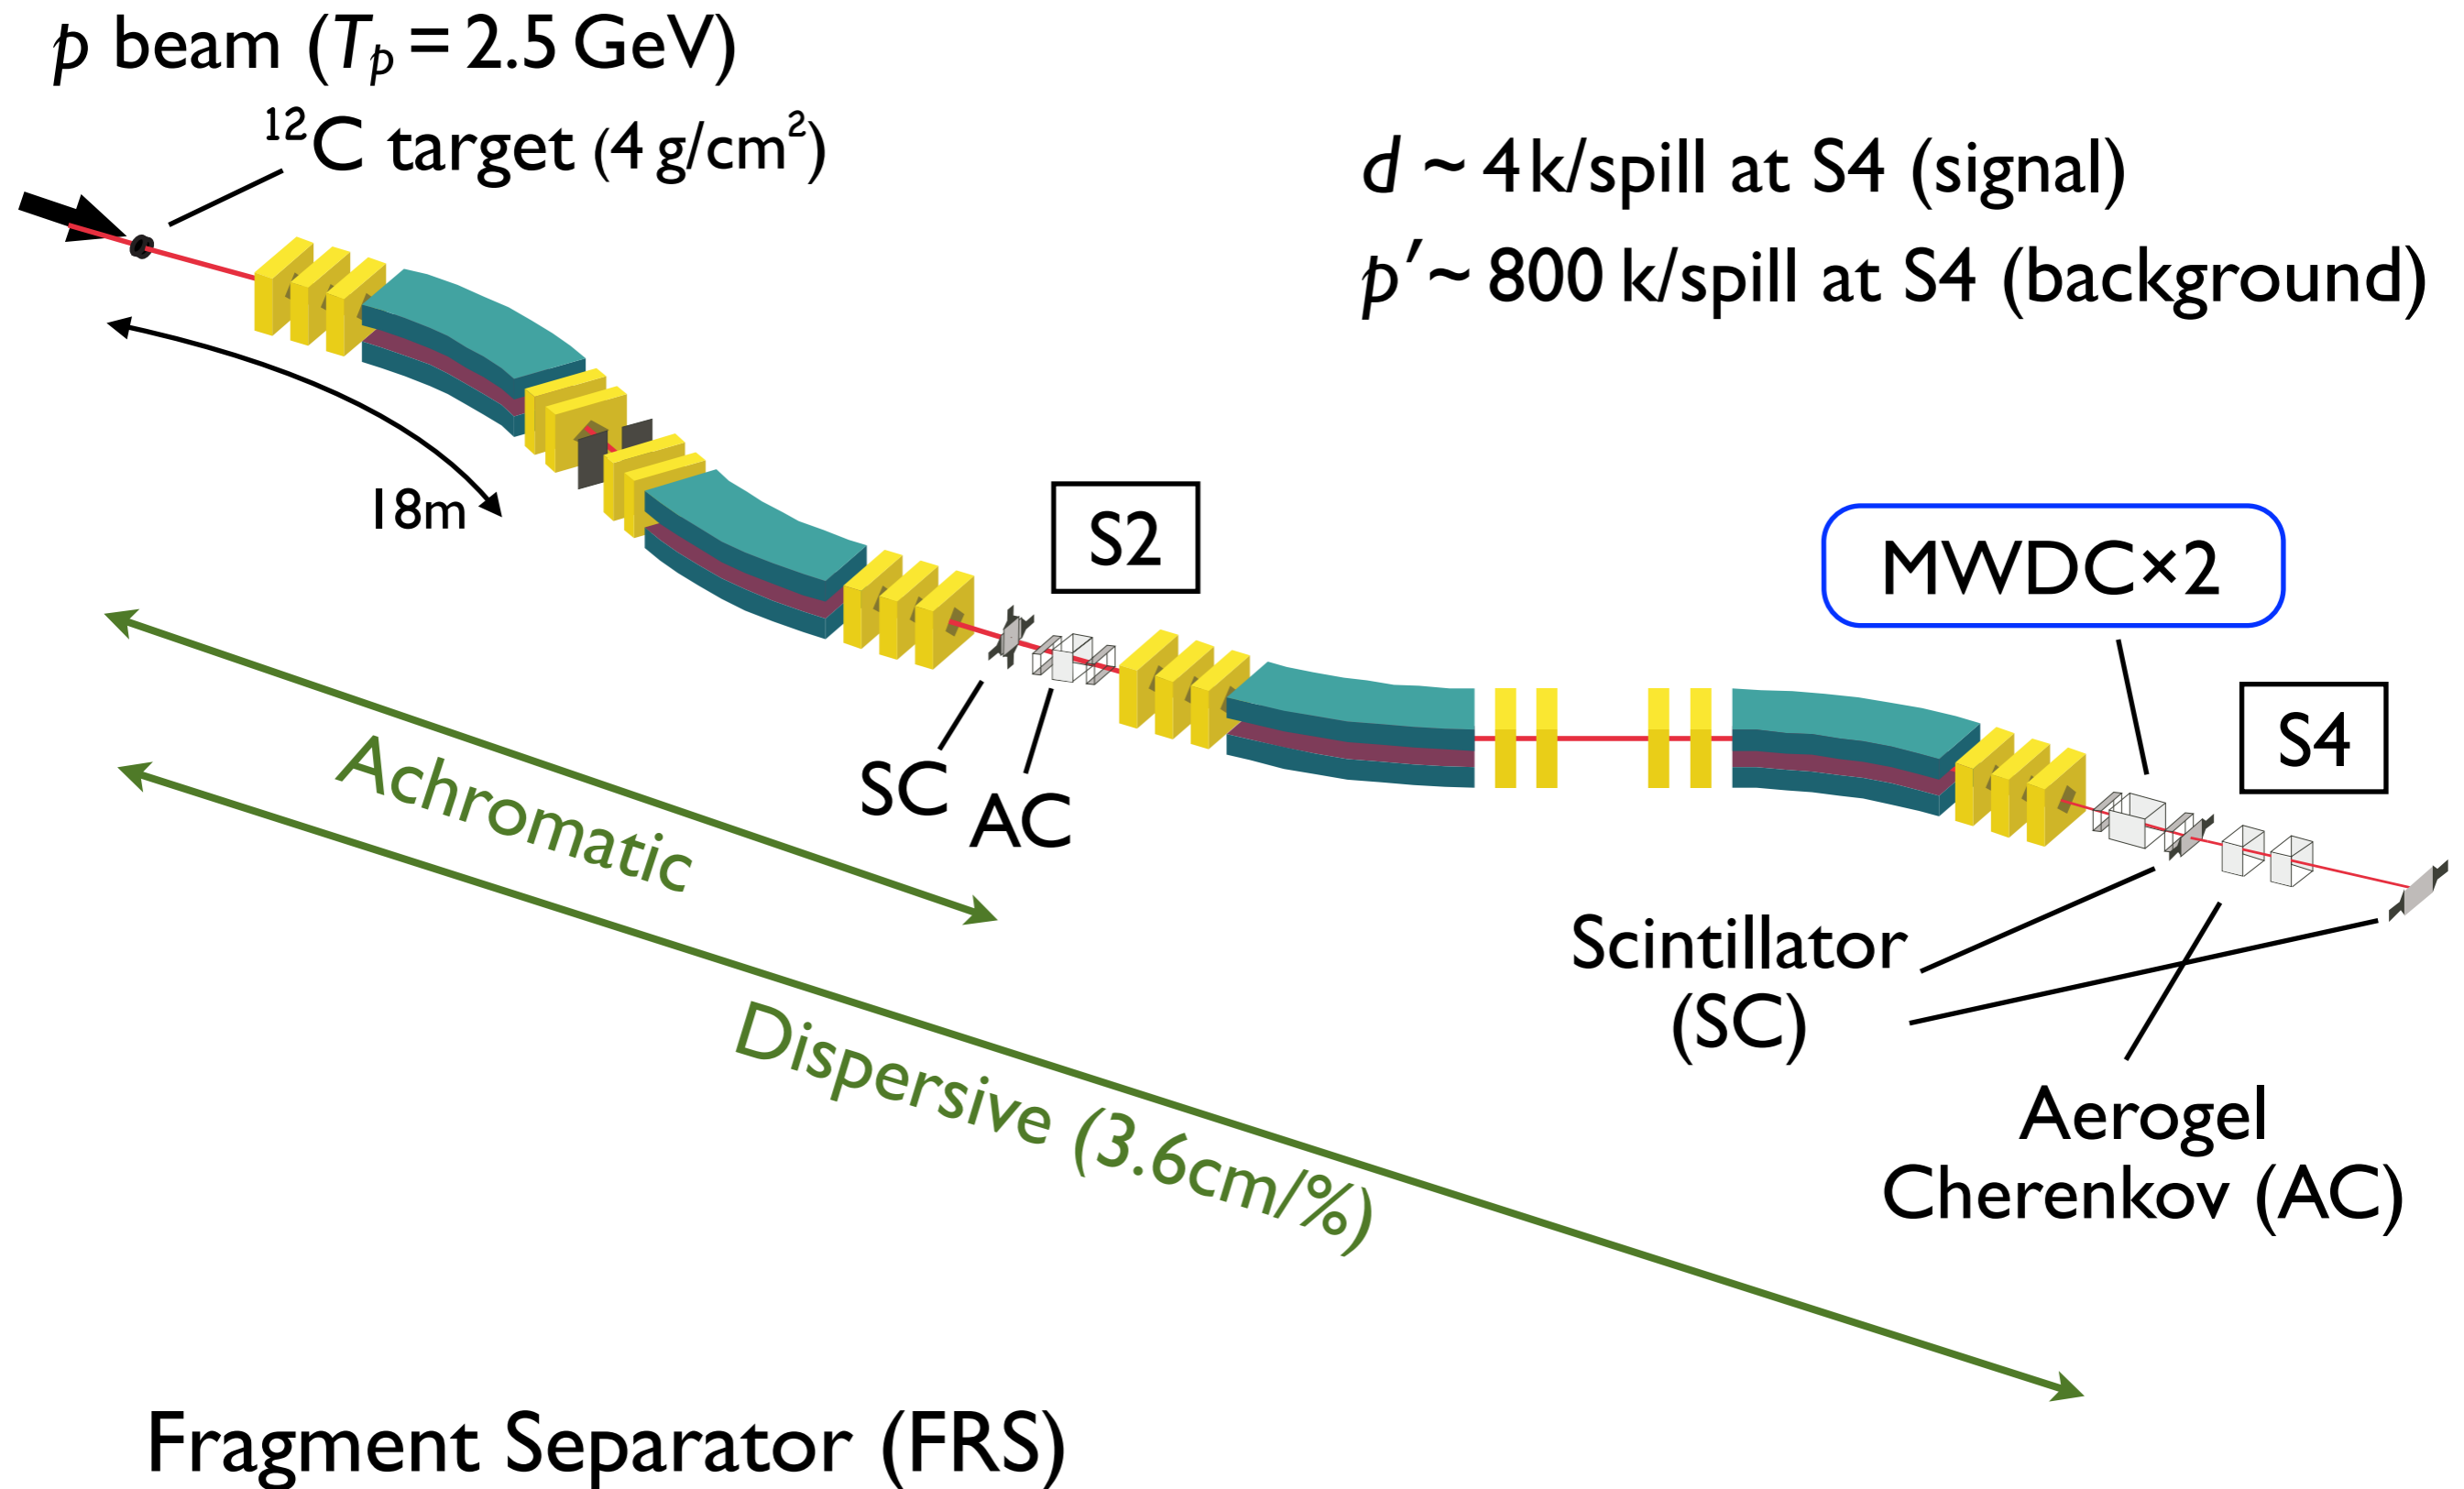 p beam (Tp = 2.5 GeV)
12C target (4 g/cm2)
d ~ 4 k/spill at S4 (signal)
p′ ~ 800 k/spill at S4 (background)
18m
S2
MWDC×2
S4
SC
AC
Achromatic
Dispersive (3.6cm/%)
Scintillator
(SC)
Aerogel
Cherenkov (AC)
Fragment Separator (FRS)